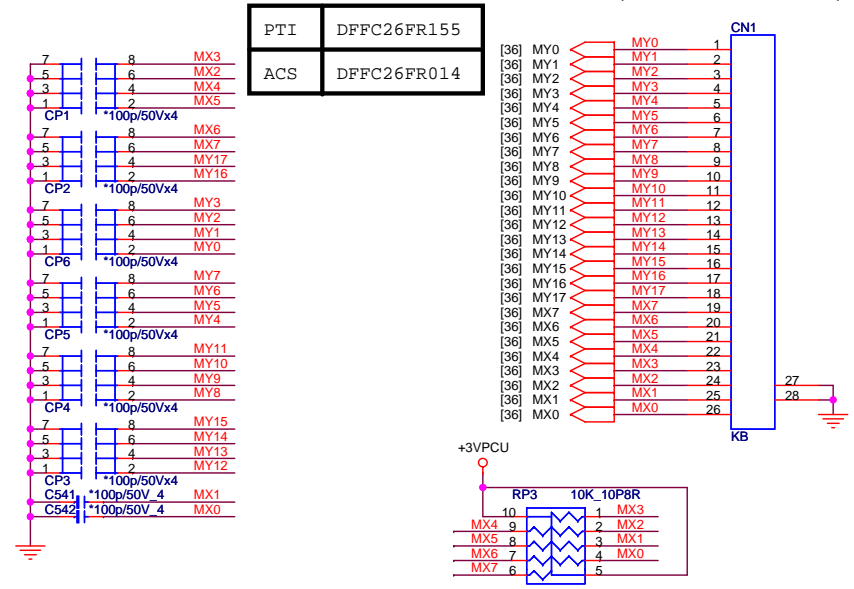 PTI DFFC26FR155
ACS DFFC26FR014
7 8 MX3
5 6 MX2
3 4 MX4
1 2 MX5
CP1 *100p/50Vx4
7 8 MX6
5 6 MX7
3 4 MY17
1 2 MY16
CP2 *100p/50Vx4
7 8 MY3
5 6 MY2
3 4 MY1
1 2 MY0
CP6 *100p/50Vx4
7 8 MY7
5 6 MY6
3 4 MY5
1 2 MY4
CP5 *100p/50Vx4
7 8 MY11
5 6 MY10
3 4 MY9
1 2 MY8
CP4 *100p/50Vx4
7 8 MY15
5 6 MY14
3 4 MY13
1 2 MY12
CP3 *100p/50Vx4
C541 *100p/50V_4 MX1
C542 *100p/50V_4 MX0
CN1
[36] MY0 MY0 1
[36] MY1 MY1 2
[36] MY2 MY2 3
[36] MY3 MY3 4
[36] MY4 MY4 5
[36] MY5 MY5 6
[36] MY6 MY6 7
[36] MY7 MY7 8
[36] MY8 MY8 9
[36] MY9 MY9 10
[36] MY10 MY10 11
[36] MY11 MY11 12
[36] MY12 MY12 13
[36] MY13 MY13 14
[36] MY14 MY14 15
[36] MY15 MY15 16
[36] MY16 MY16 17
[36] MY17 MY17 18
[36] MX7 MX7 19
[36] MX6 MX6 20
[36] MX5 MX5 21
[36] MX4 MX4 22
[36] MX3 MX3 23
[36] MX2 MX2 24 27
[36] MX1 MX1 25 28
[36] MX0 MX0 26
KB
+3VPCU
RP3 10K_10P8R
10 1 MX3
MX4 9 2 MX2
MX5 8 3 MX1
MX6 7 4 MX0
MX7 6 5